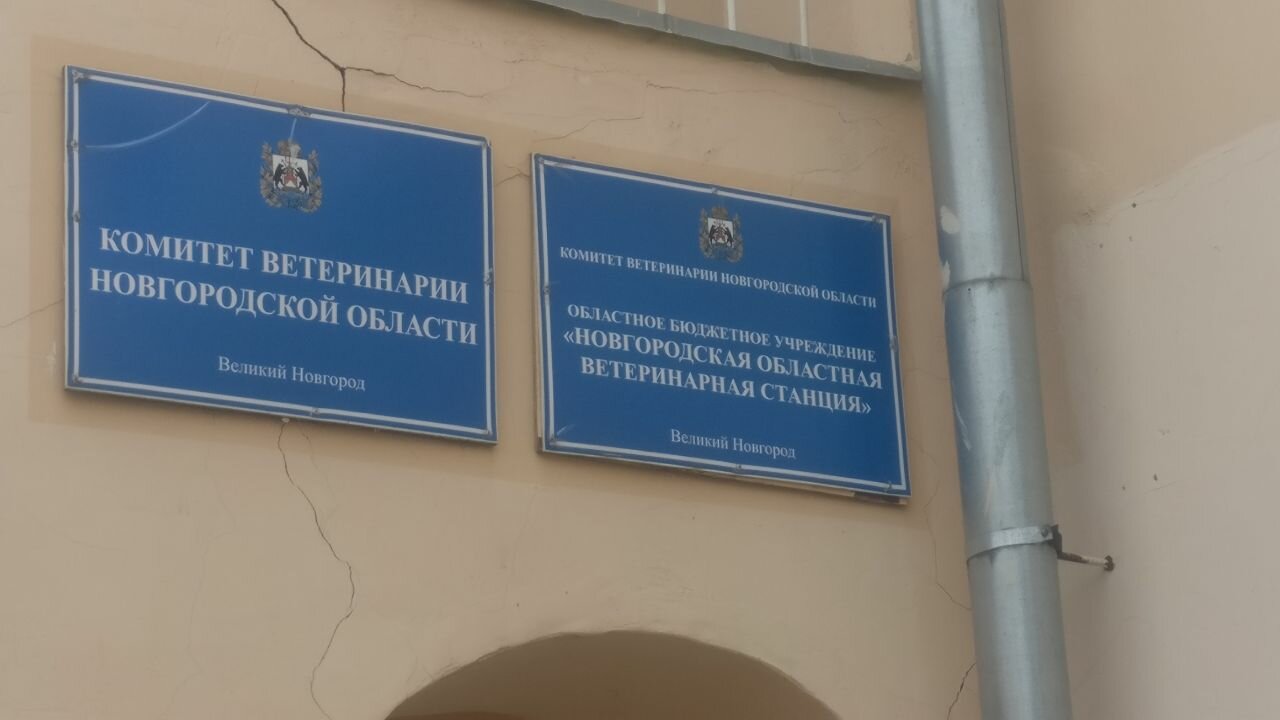 КОМИТЕТ ВЕТЕРИНАРИИ
НОВГОРОДСКОЙ ОБЛАСТИ
Великий Новгород
КОМИТЕТ ВЕТЕРИНАРИИ НОВГОРОДСКОЙ ОБЛАСТИ
ОБЛАСТНОЕ БЮДЖЕТНОЕ УЧРЕЖДЕНИЕ
«НОВГОРОДСКАЯ ОБЛАСТНАЯ
ВЕТЕРИНАРНАЯ СТАНЦИЯ»
Великий Новгород